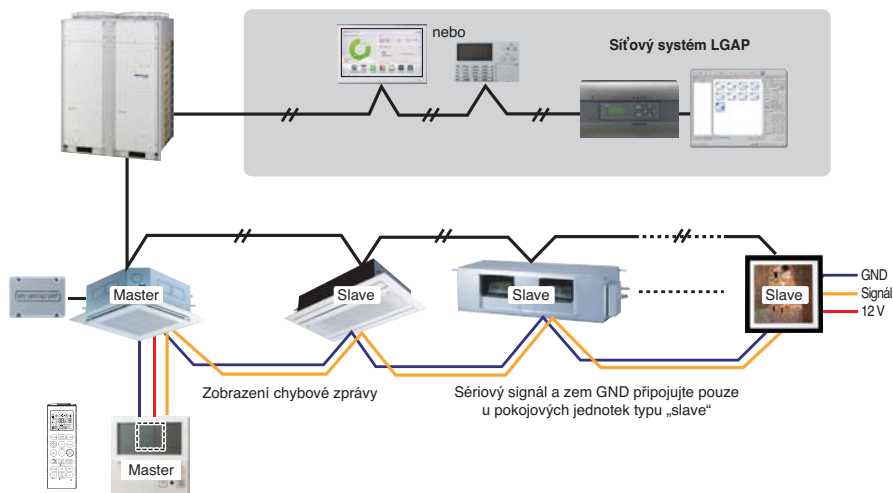 nebo
Síťový systém LGAP
Master
Slave
Slave
Slave
GND
Signál
12 V
Zobrazení chybové zprávy
Sériový signál a zem GND připojujte pouze
u pokojových jednotek typu „slave“
Master